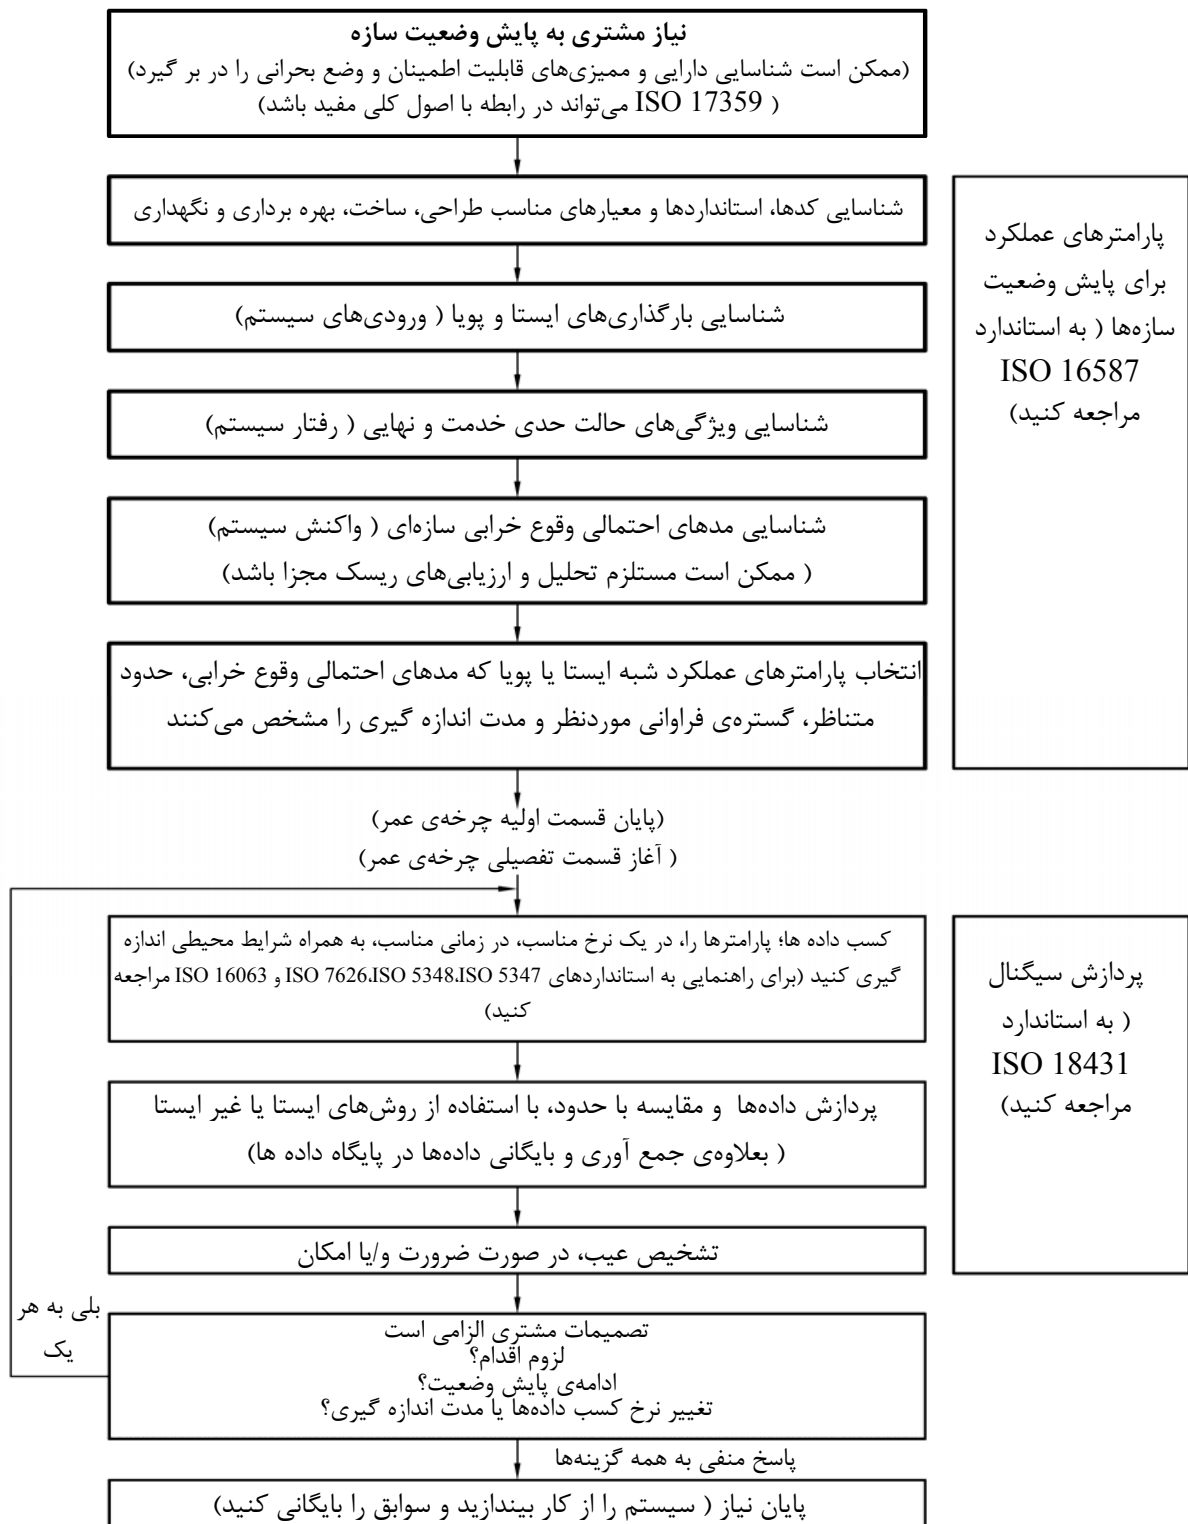 نیاز مشتری به پایش وضعیت سازه
(ممکن است شناسایی دارایی و ممیزی‌های قابلیت اطمینان و وضع بحرانی را در بر گیرد)
( ISO 17359 می‌تواند در رابطه با اصول کلی مفید باشد)
شناسایی کدها، استانداردها و معیارهای مناسب طراحی، ساخت، بهره برداری و نگهداری
شناسایی بارگذاری‌های ایستا و پویا ( ورودی‌های سیستم)
شناسایی ویژگی‌های حالت حدی خدمت و نهایی ( رفتار سیستم)
شناسایی مدهای احتمالی وقوع خرابی سازه‌ای ( واکنش سیستم)
( ممکن است مستلزم تحلیل و ارزیابی‌های ریسک مجزا باشد)
انتخاب پارامترهای عملکرد شبه ایستا یا پویا که مدهای احتمالی وقوع خرابی، حدود
متناظر، گستره‌ی فراوانی موردنظر و مدت اندازه گیری را مشخص می‌کنند
پارامترهای عملکرد
برای پایش وضعیت
سازه‌ها ( به استاندارد
ISO 16587
مراجعه کنید)
(پایان قسمت اولیه چرخه‌ی عمر)
( آغاز قسمت تفصیلی چرخه‌ی عمر)
کسب داده ها؛ پارامترها را، در یک نرخ مناسب، در زمانی مناسب، به همراه شرایط محیطی اندازه
گیری کنید (برای راهنمایی به استانداردهای ISO 5347،ISO 5348،ISO 7626 و ISO 16063 مراجعه
کنید)
پردازش داده‌ها و مقایسه با حدود، با استفاده از روش‌های ایستا یا غیر ایستا
( بعلاوه‌ی جمع آوری و بایگانی داده‌ها در پایگاه داده ها)
تشخیص عیب، در صورت ضرورت و/یا امکان
پردازش سیگنال
( به استاندارد
ISO 18431
مراجعه کنید)
بلی به هر
یک
تصمیمات مشتری الزامی است
لزوم اقدام؟
ادامه‌ی پایش وضعیت؟
تغییر نرخ کسب داده‌ها یا مدت اندازه گیری؟
پاسخ منفی به همه گزینه‌ها
پایان نیاز ( سیستم را از کار بیندازید و سوابق را بایگانی کنید)